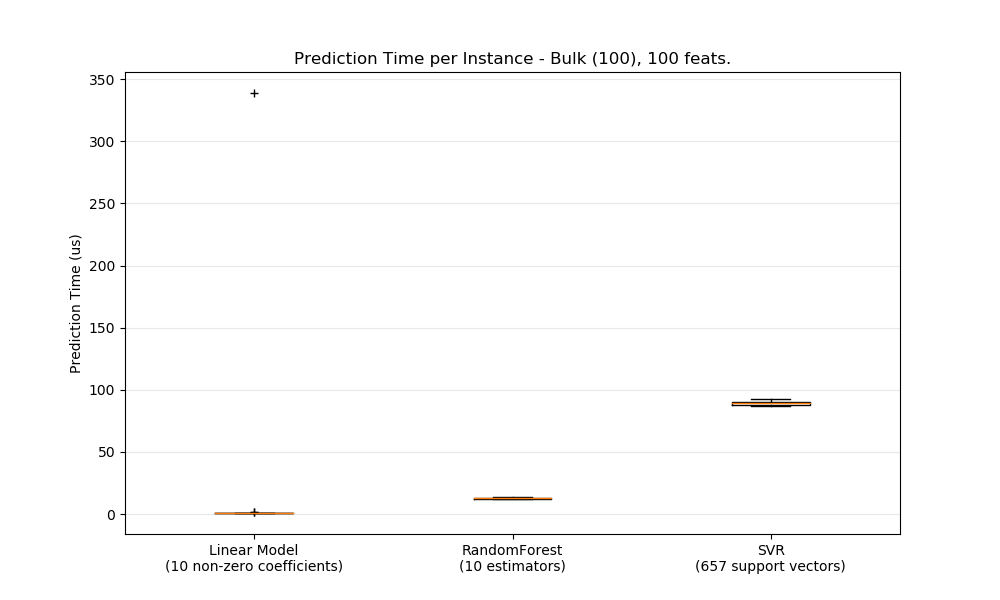 Prediction Time per Instance - Bulk (100), 100 feats.
350
300
250
200
150
100
50
0
Prediction Time (us)
Linear Model
(10 non-zero coefficients)
RandomForest
(10 estimators)
SVR
(657 support vectors)